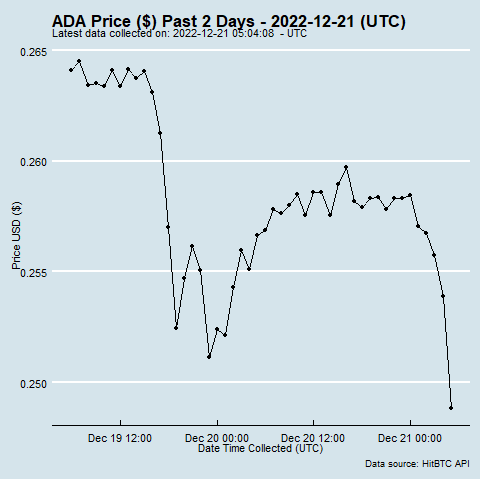 ADA Price ($) Past 2 Days - 2022-12-21 (UTC)
Latest data collected on: 2022-12-21 05:04:08 - UTC
0.265
0.260
0.255
0.250
Price USD ($)
Dec 19 12:00
Dec 20 00:00
Dec 20 12:00
Dec 21 00:00
Date Time Collected (UTC)
Data source: HitBTC API